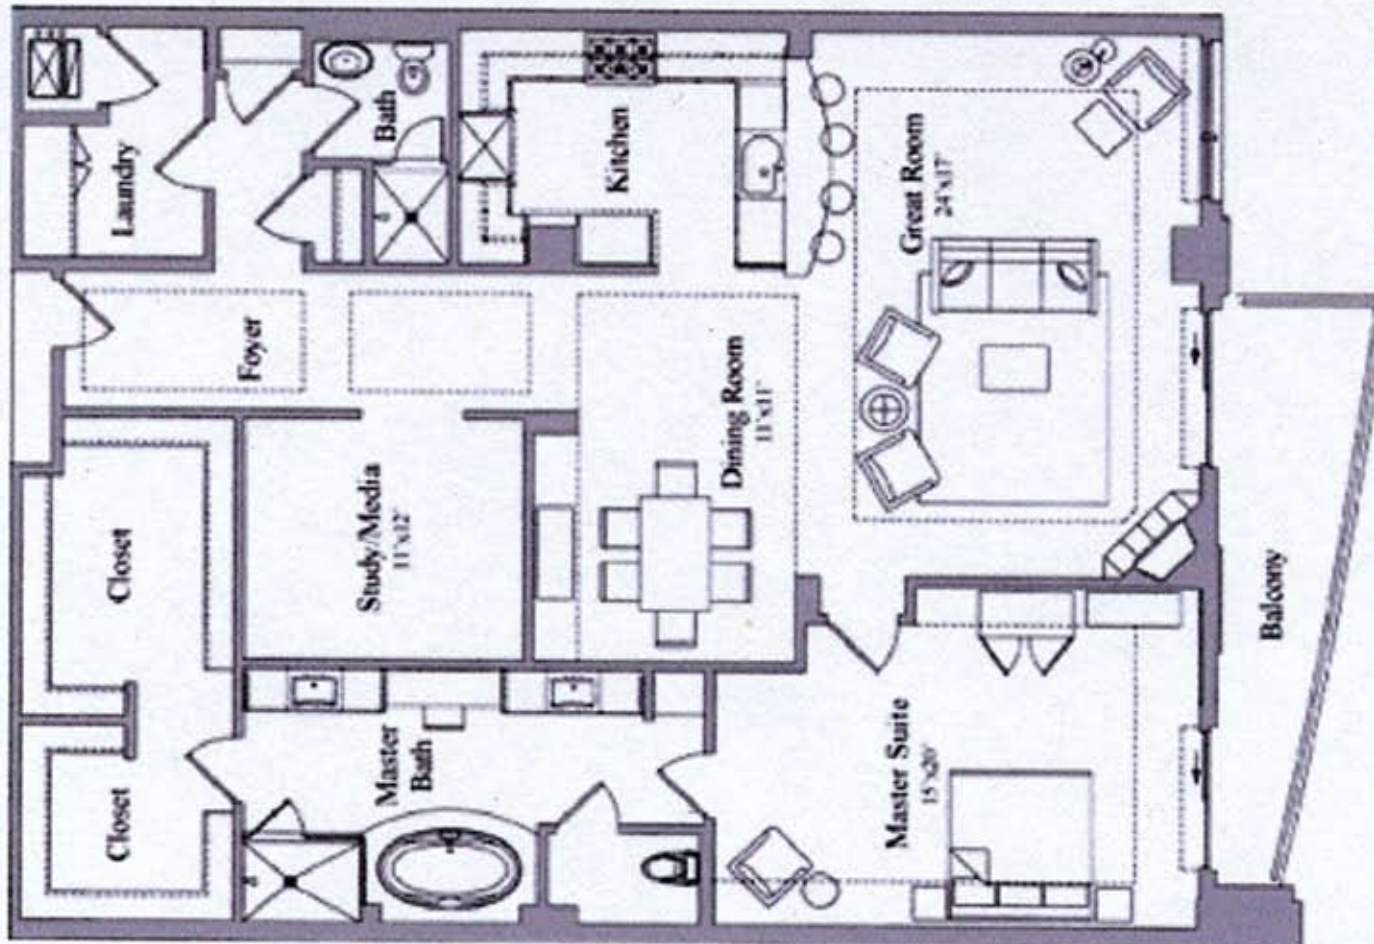 Laundry
Bath
Kitchen
Great Room
24'x17'
Foyer
Dining Room
11'x11'
Study/Media
11'x12'
Closet
Closet
Master
Bath
Master Suite
15'x20'
Balcony